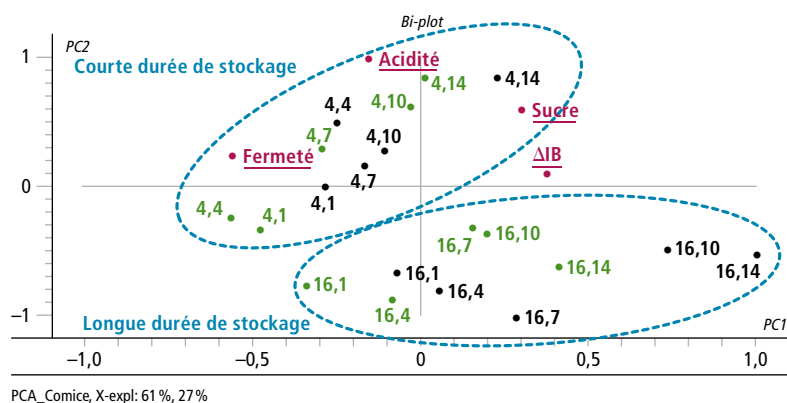 Bi-plot
PC2
1
Courte durée de stockage
Acidité
4,14
4,14
4,10
4,4
Sucre
4,7
4,10
Fermeté
ΔIB
4,7
4,1
0
4,4
4,1
16,7
16,10
16,10
16,1
16,14
16,14
16,1
16,4
16,4
16,7
–1
Longue durée de stockage
PC1
–1,0
–0,5
0
0,5
1,0
PCA_Comice, X-expl: 61 %, 27 %